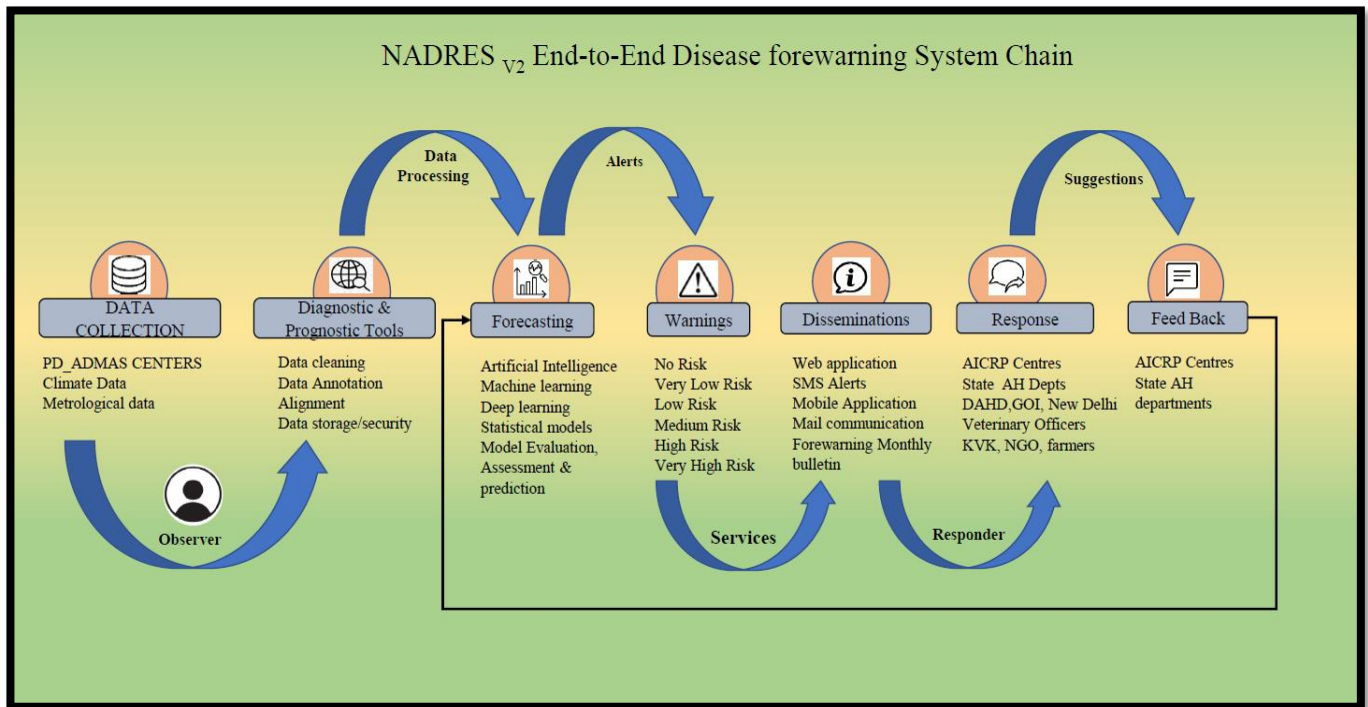 NADRES V2 End-to-End Disease forewarning System Chain
Data
Processing
Alerts
Suggestions
DATA
COLLECTION
PD_ADMAS CENTERS
Climate Data
Metrological data
Observer
Diagnostic &
Prognostic Tools
Data cleaning
Data Annotation
Alignment
Data storage/security
Forecasting
Artificial Intelligence
Machine learning
Deep learning
Statistical models
Model Evaluation,
Assessment &
prediction
Warnings
No Risk
Very Low Risk
Low Risk
Medium Risk
High Risk
Very High Risk
Services
Disseminations
Web application
SMS Alerts
Mobile Application
Mail communication
Forewarning Monthly
bulletin
Responder
Response
AICRP Centres
State AH Depts
DAHD,GOI, New Delhi
Veterinary Officers
KVK, NGO, farmers
Feed Back
AICRP Centres
State AH
departments